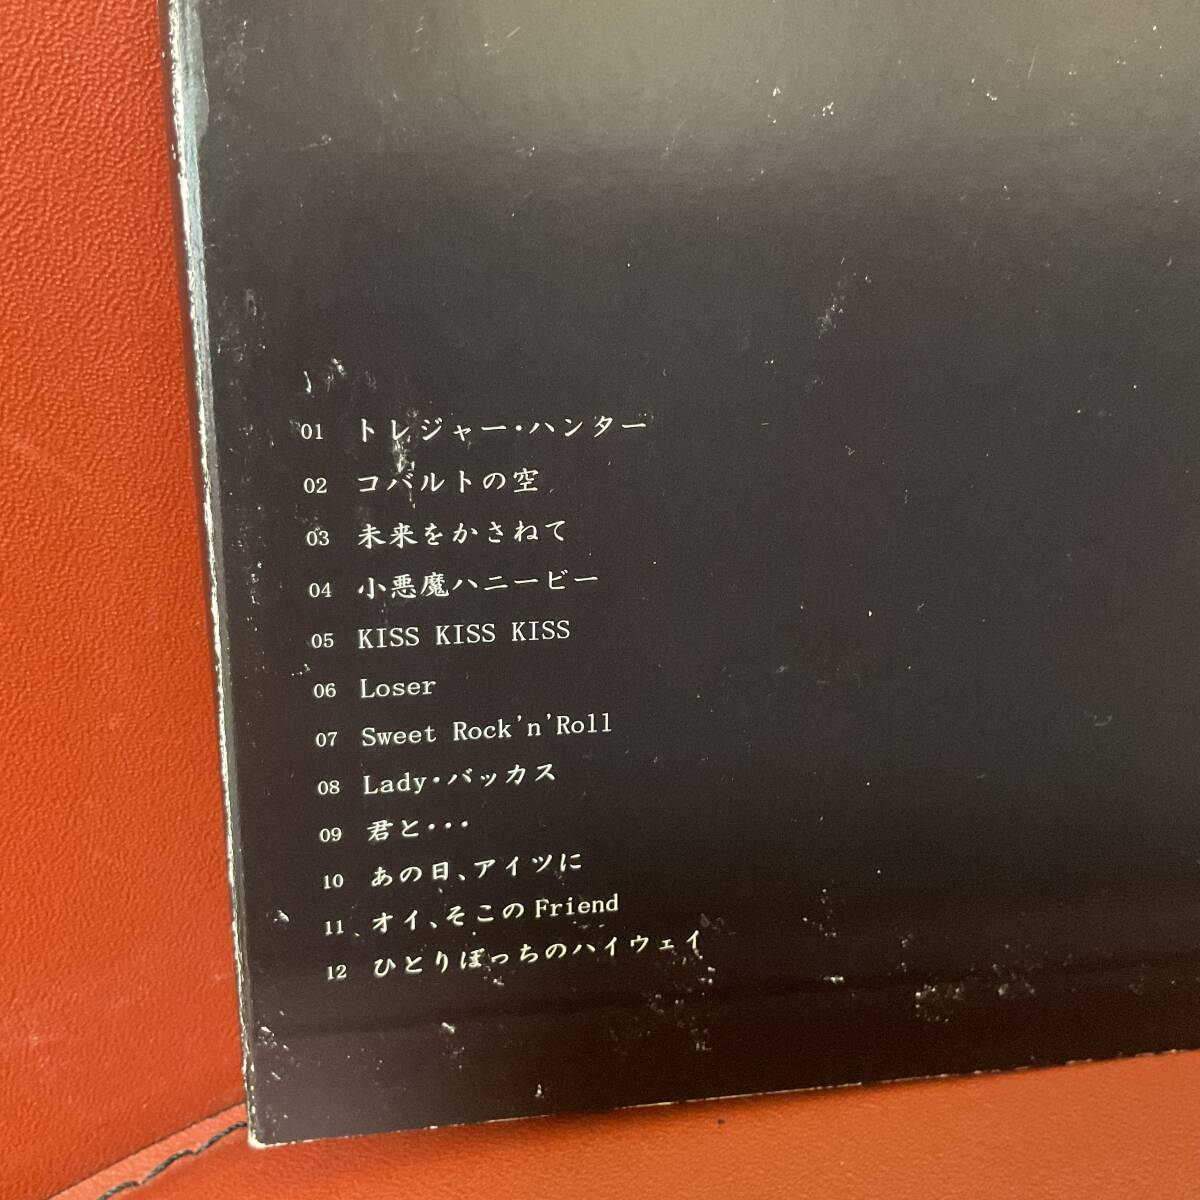 01 トレジャー・ハンター
02 コバルトの空
03 未来をかさねて
04 小悪魔ハニービー
05 KISS KISS KISS
06 Loser
07 Sweet Rock'n'Roll
08 Lady・バッカス
09 君と・・・
10 あの日、アイツに
11 オイ、そこのFriend
12 ひとりぼっちのハイウェイ